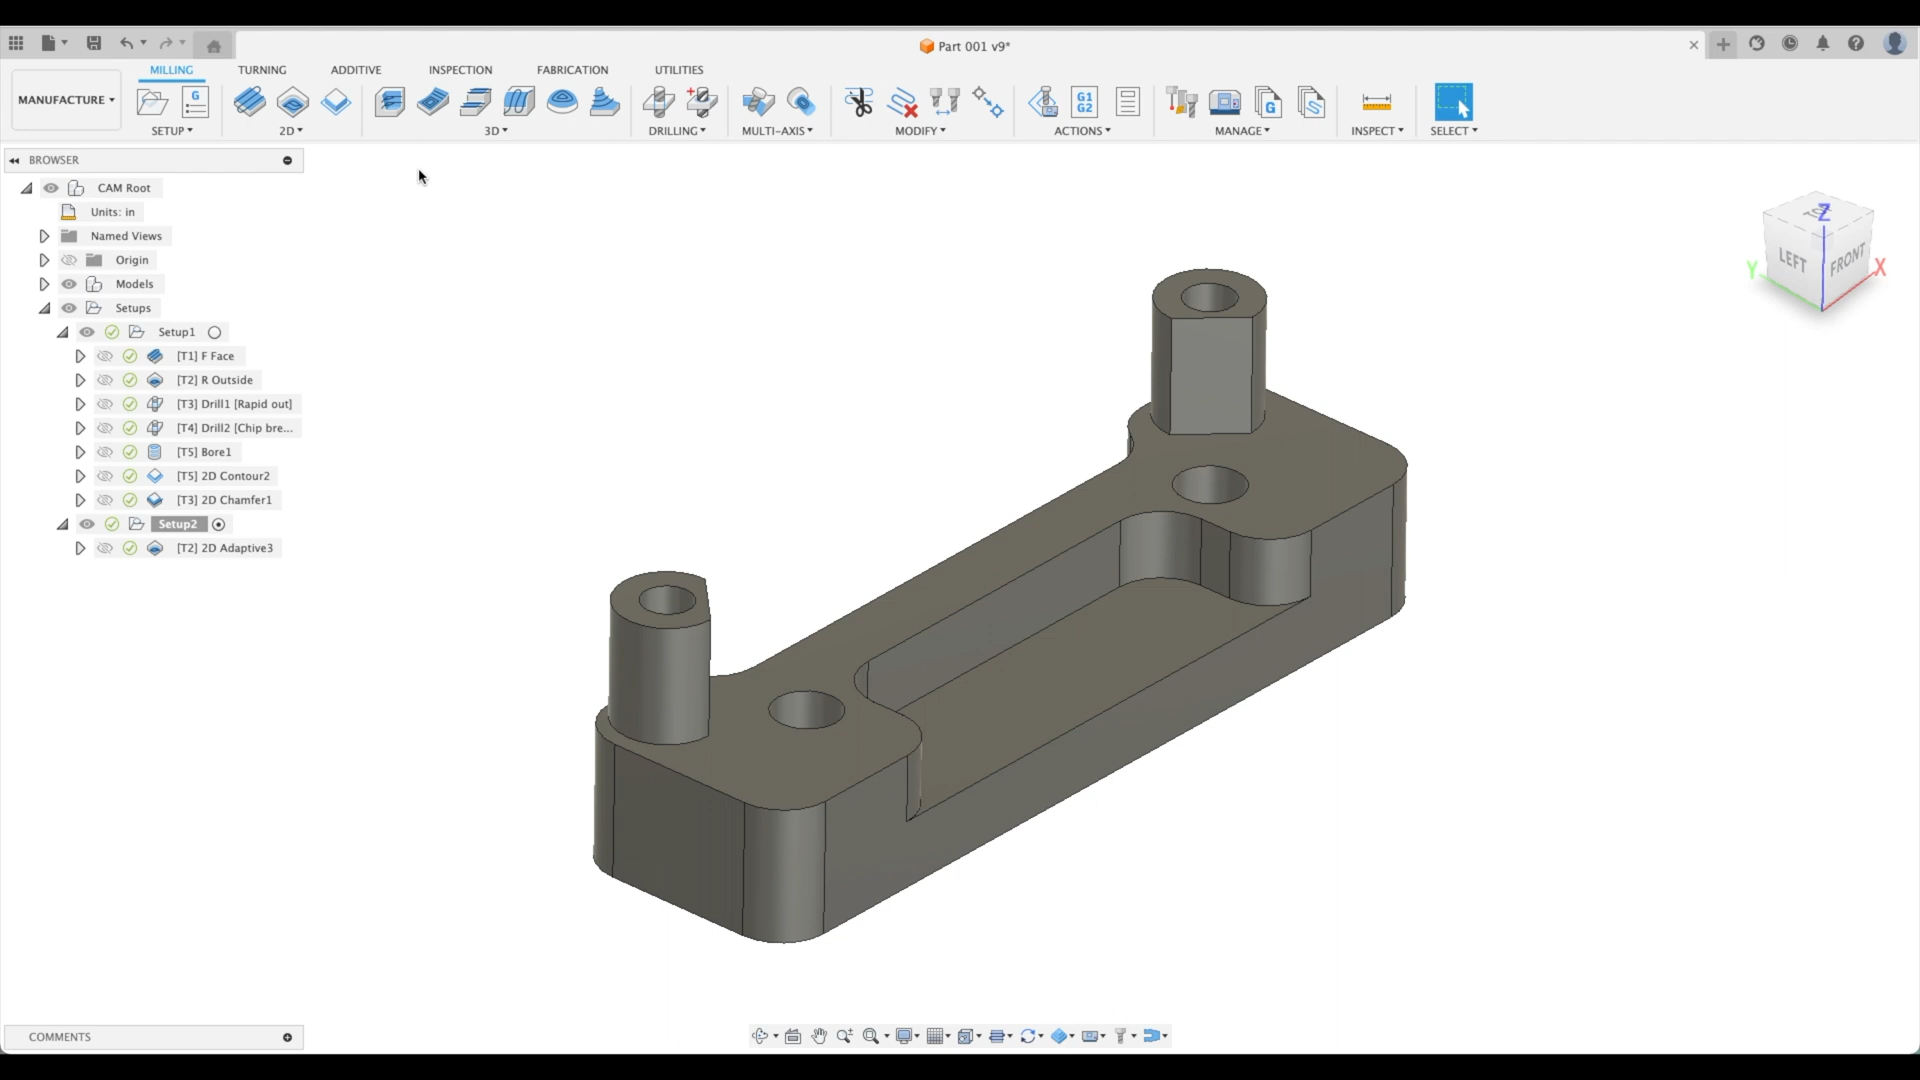 Part 001 v9*
MILLING TURNING ADDITIVE INSPECTION FABRICATION UTILITIES
MANUFACTURE
G
G1
G2
G
SETUP 2D 3D DRILLING MULTI-AXIS MODIFY ACTIONS MANAGE INSPECT SELECT
BROWSER
CAM Root
Units: in
Named Views
Origin
Models
Setups
Setup1
[T1] F Face
[T2] R Outside
[T3] Drill1 [Rapid out]
[T4] Drill2 [Chip bre...
[T5] Bore1
[T5] 2D Contour2
[T3] 2D Chamfer1
Setup2
[T2] 2D Adaptive3
Z
LEFT FRONT
Y X
COMMENTS